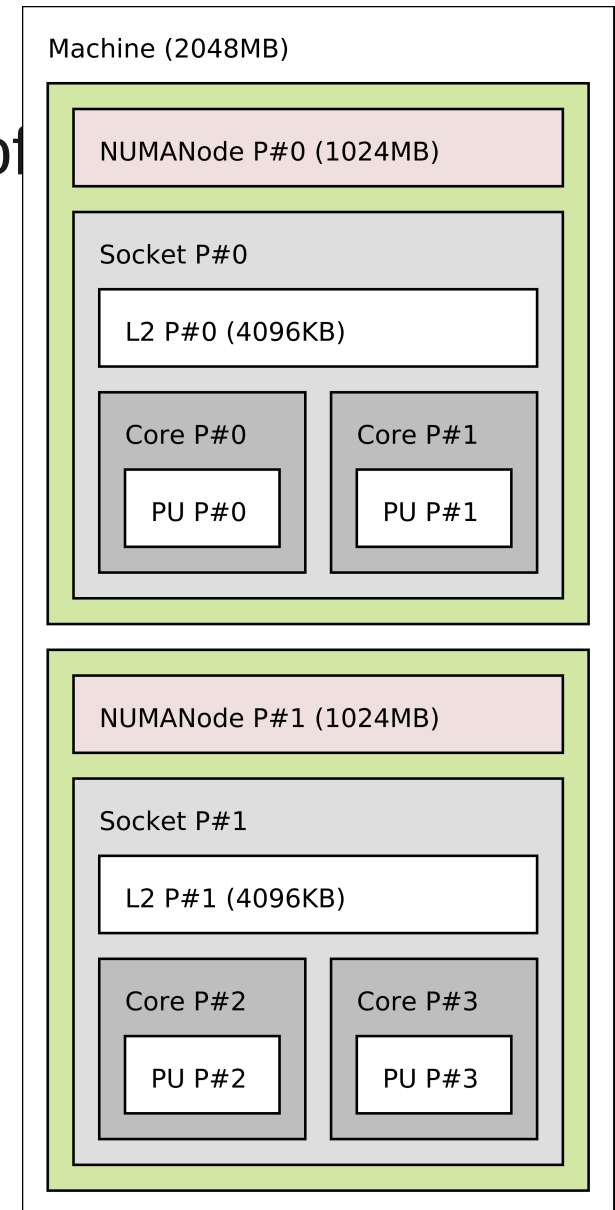 Machine (2048MB)
of
NUMANode P#0 (1024MB)
Socket P#0
L2 P#0 (4096KB)
Core P#0 Core P#1
PU P#0 PU P#1
NUMANode P#1 (1024MB)
Socket P#1
L2 P#1 (4096KB)
Core P#2 Core P#3
PU P#2 PU P#3